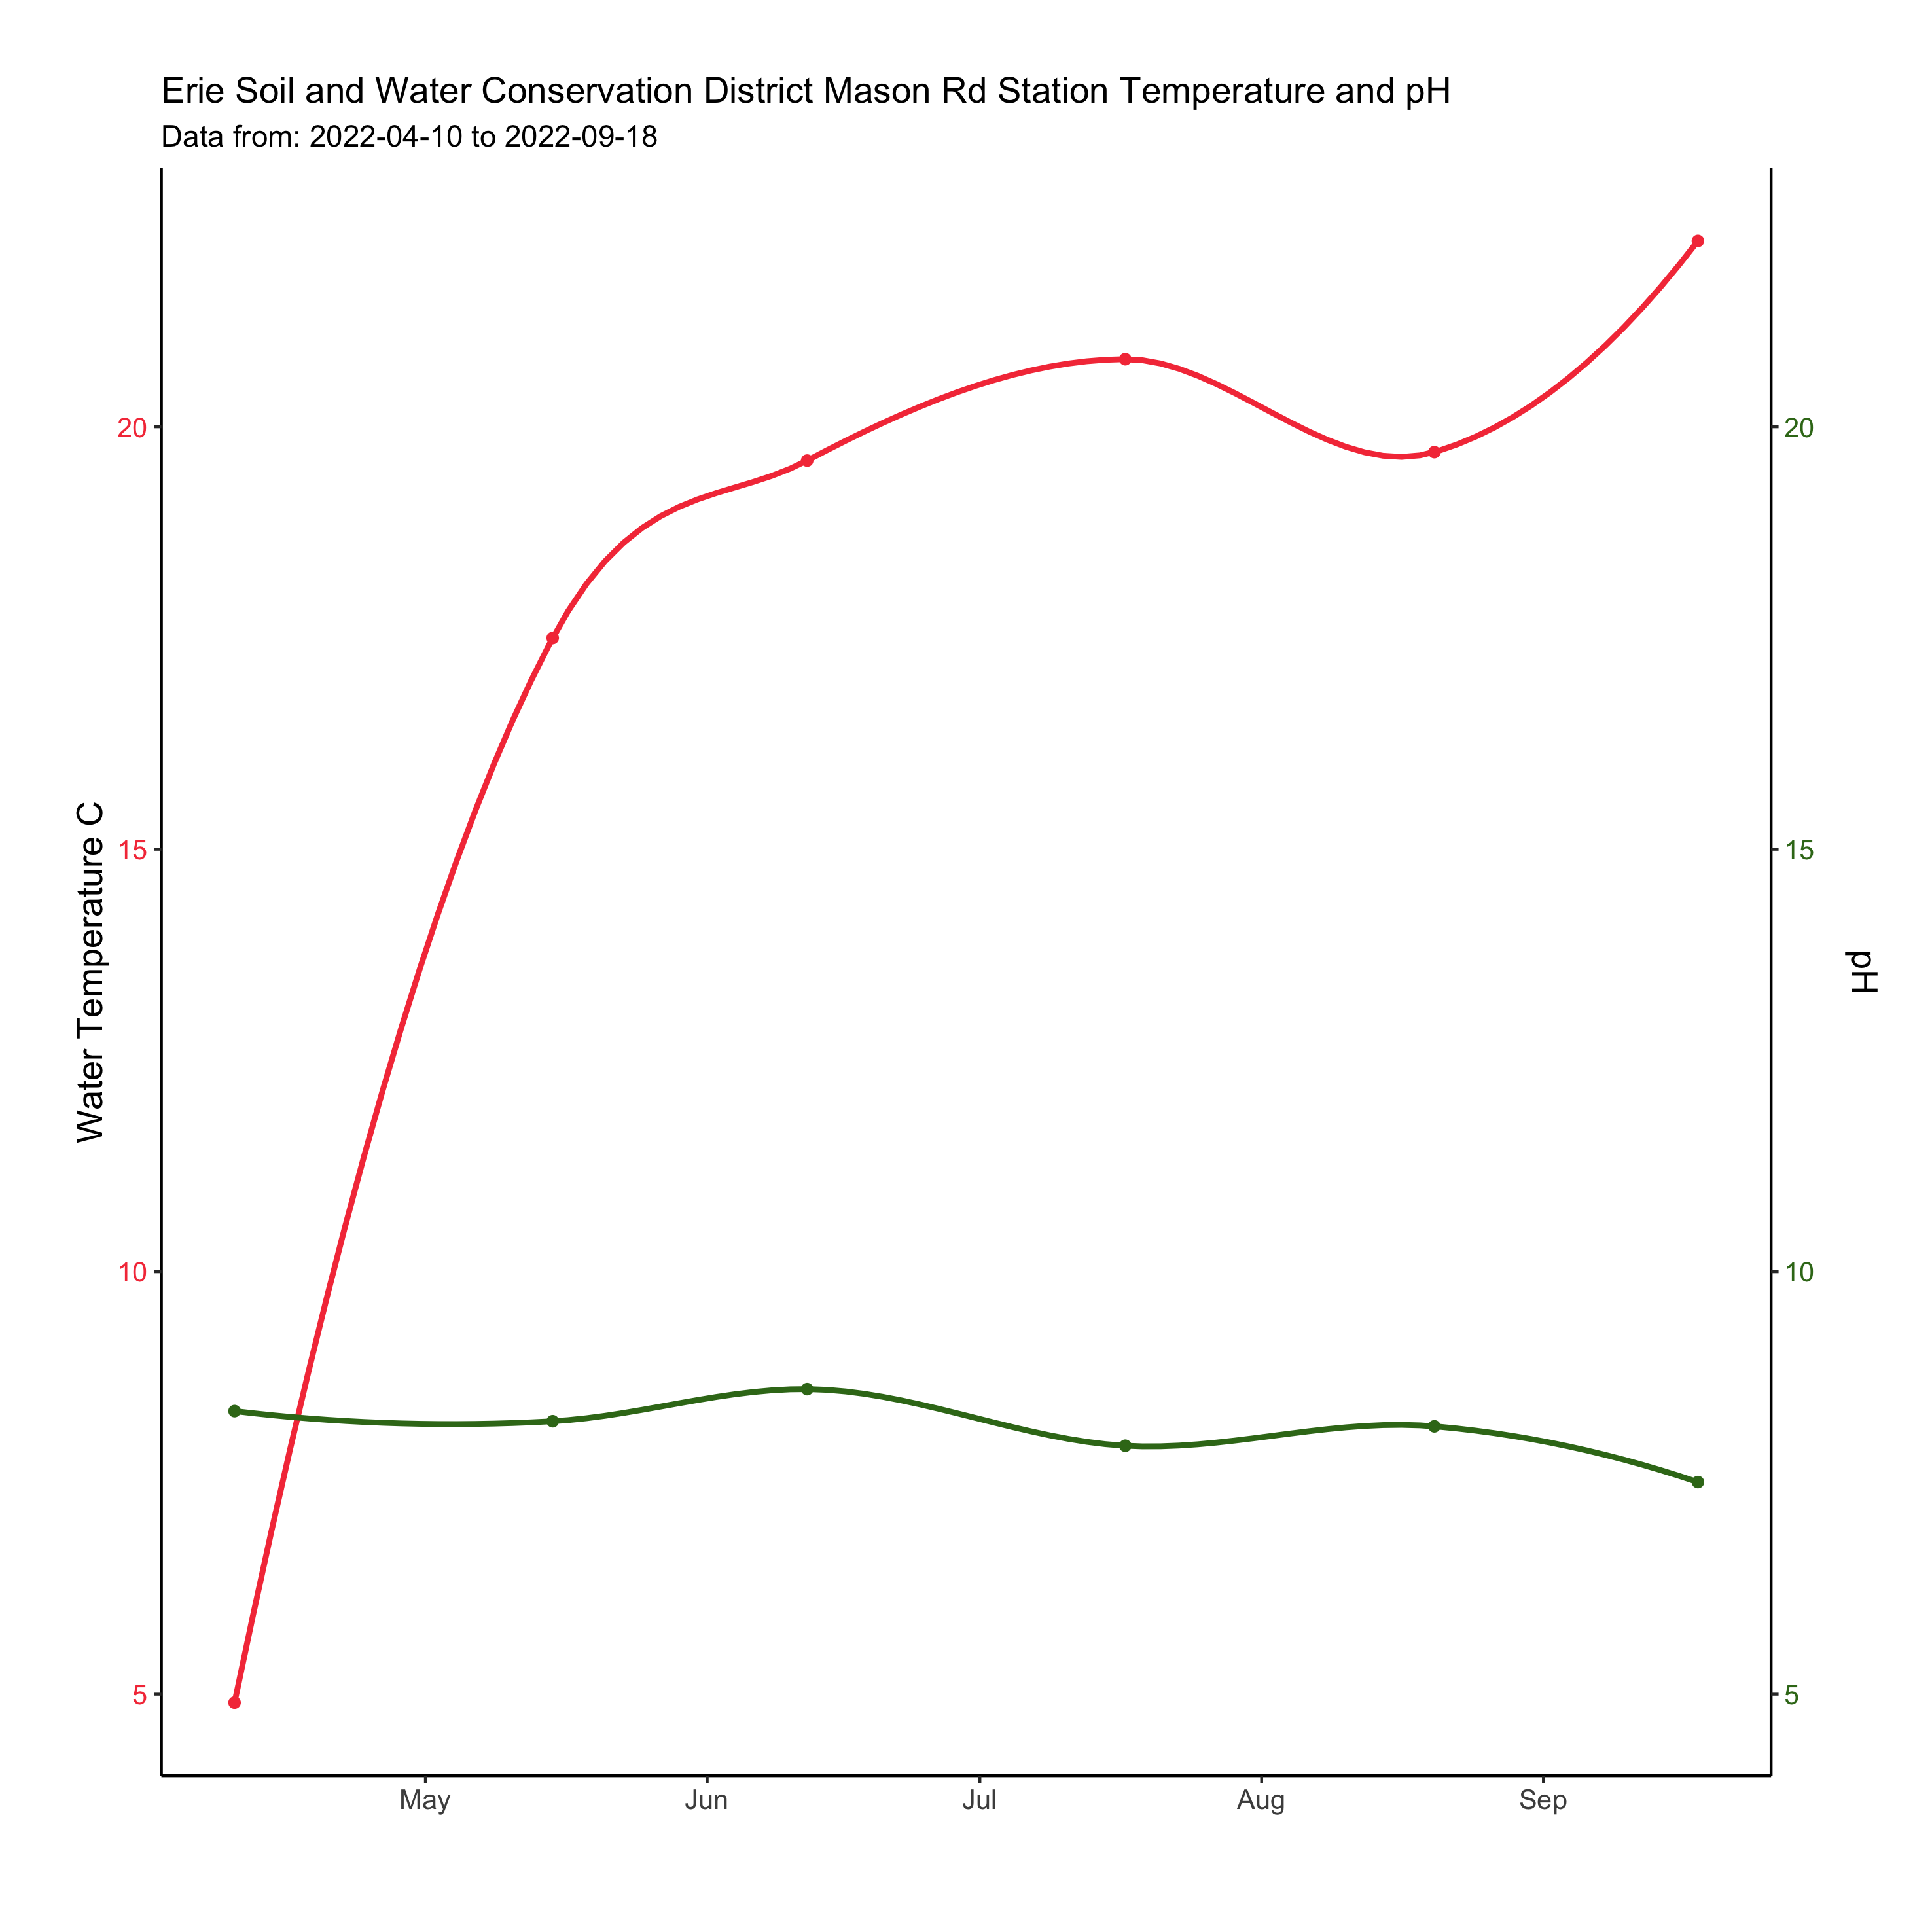 Erie Soil and Water Conservation District Mason Rd Station Temperature and pH
Data from: 2022-04-10 to 2022-09-18
Water Temperature C
20
15
10
5
20
15
10
5
pH
May Jun Jul Aug Sep